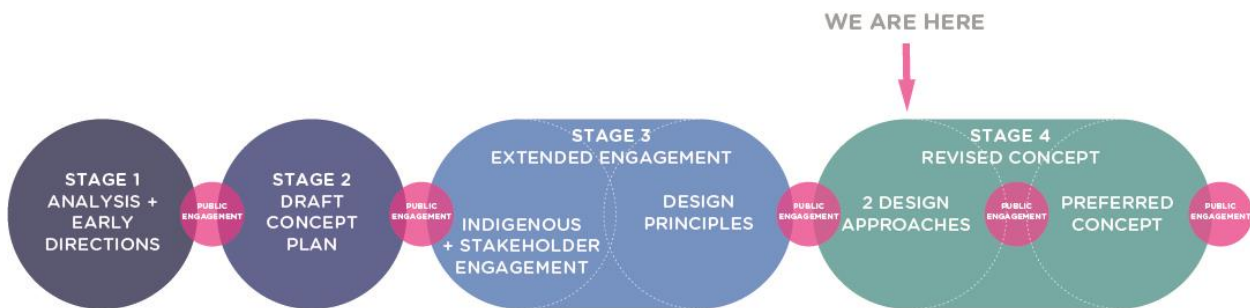 WE ARE HERE
STAGE 1
ANALYSIS +
EARLY
DIRECTIONS
PUBLIC
ENGAGEMENT
STAGE 2
DRAFT
CONCEPT
PLAN
PUBLIC
ENGAGEMENT
STAGE 3
EXTENDED ENGAGEMENT
INDIGENOUS
+ STAKEHOLDER
ENGAGEMENT
DESIGN
PRINCIPLES
PUBLIC
ENGAGEMENT
STAGE 4
REVISED CONCEPT
2 DESIGN
APPROACHES
PUBLIC
ENGAGEMENT
PREFERRED
CONCEPT
PUBLIC
ENGAGEMENT